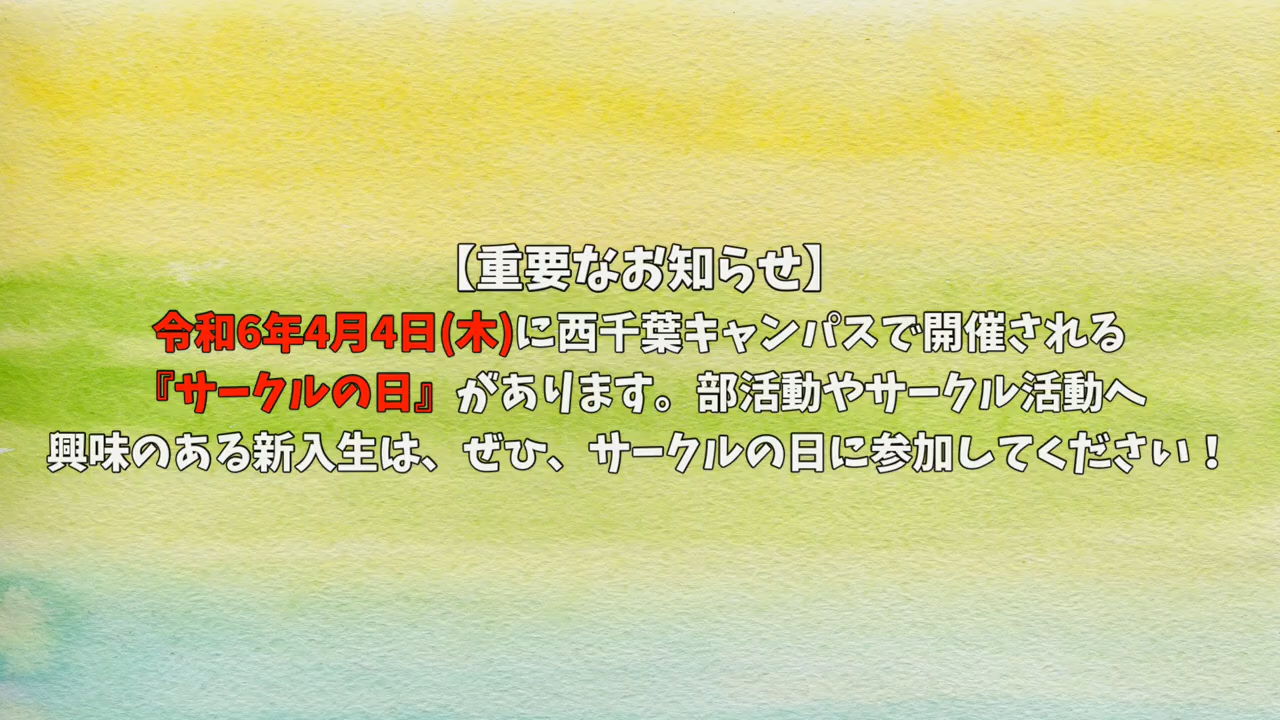 【重要なお知らせ】
令和6年4月4日(木)に西千葉キャンパスで開催される
『サークルの日』があります。部活動やサークル活動へ
興味のある新入生は、ぜひ、サークルの日に参加してください！